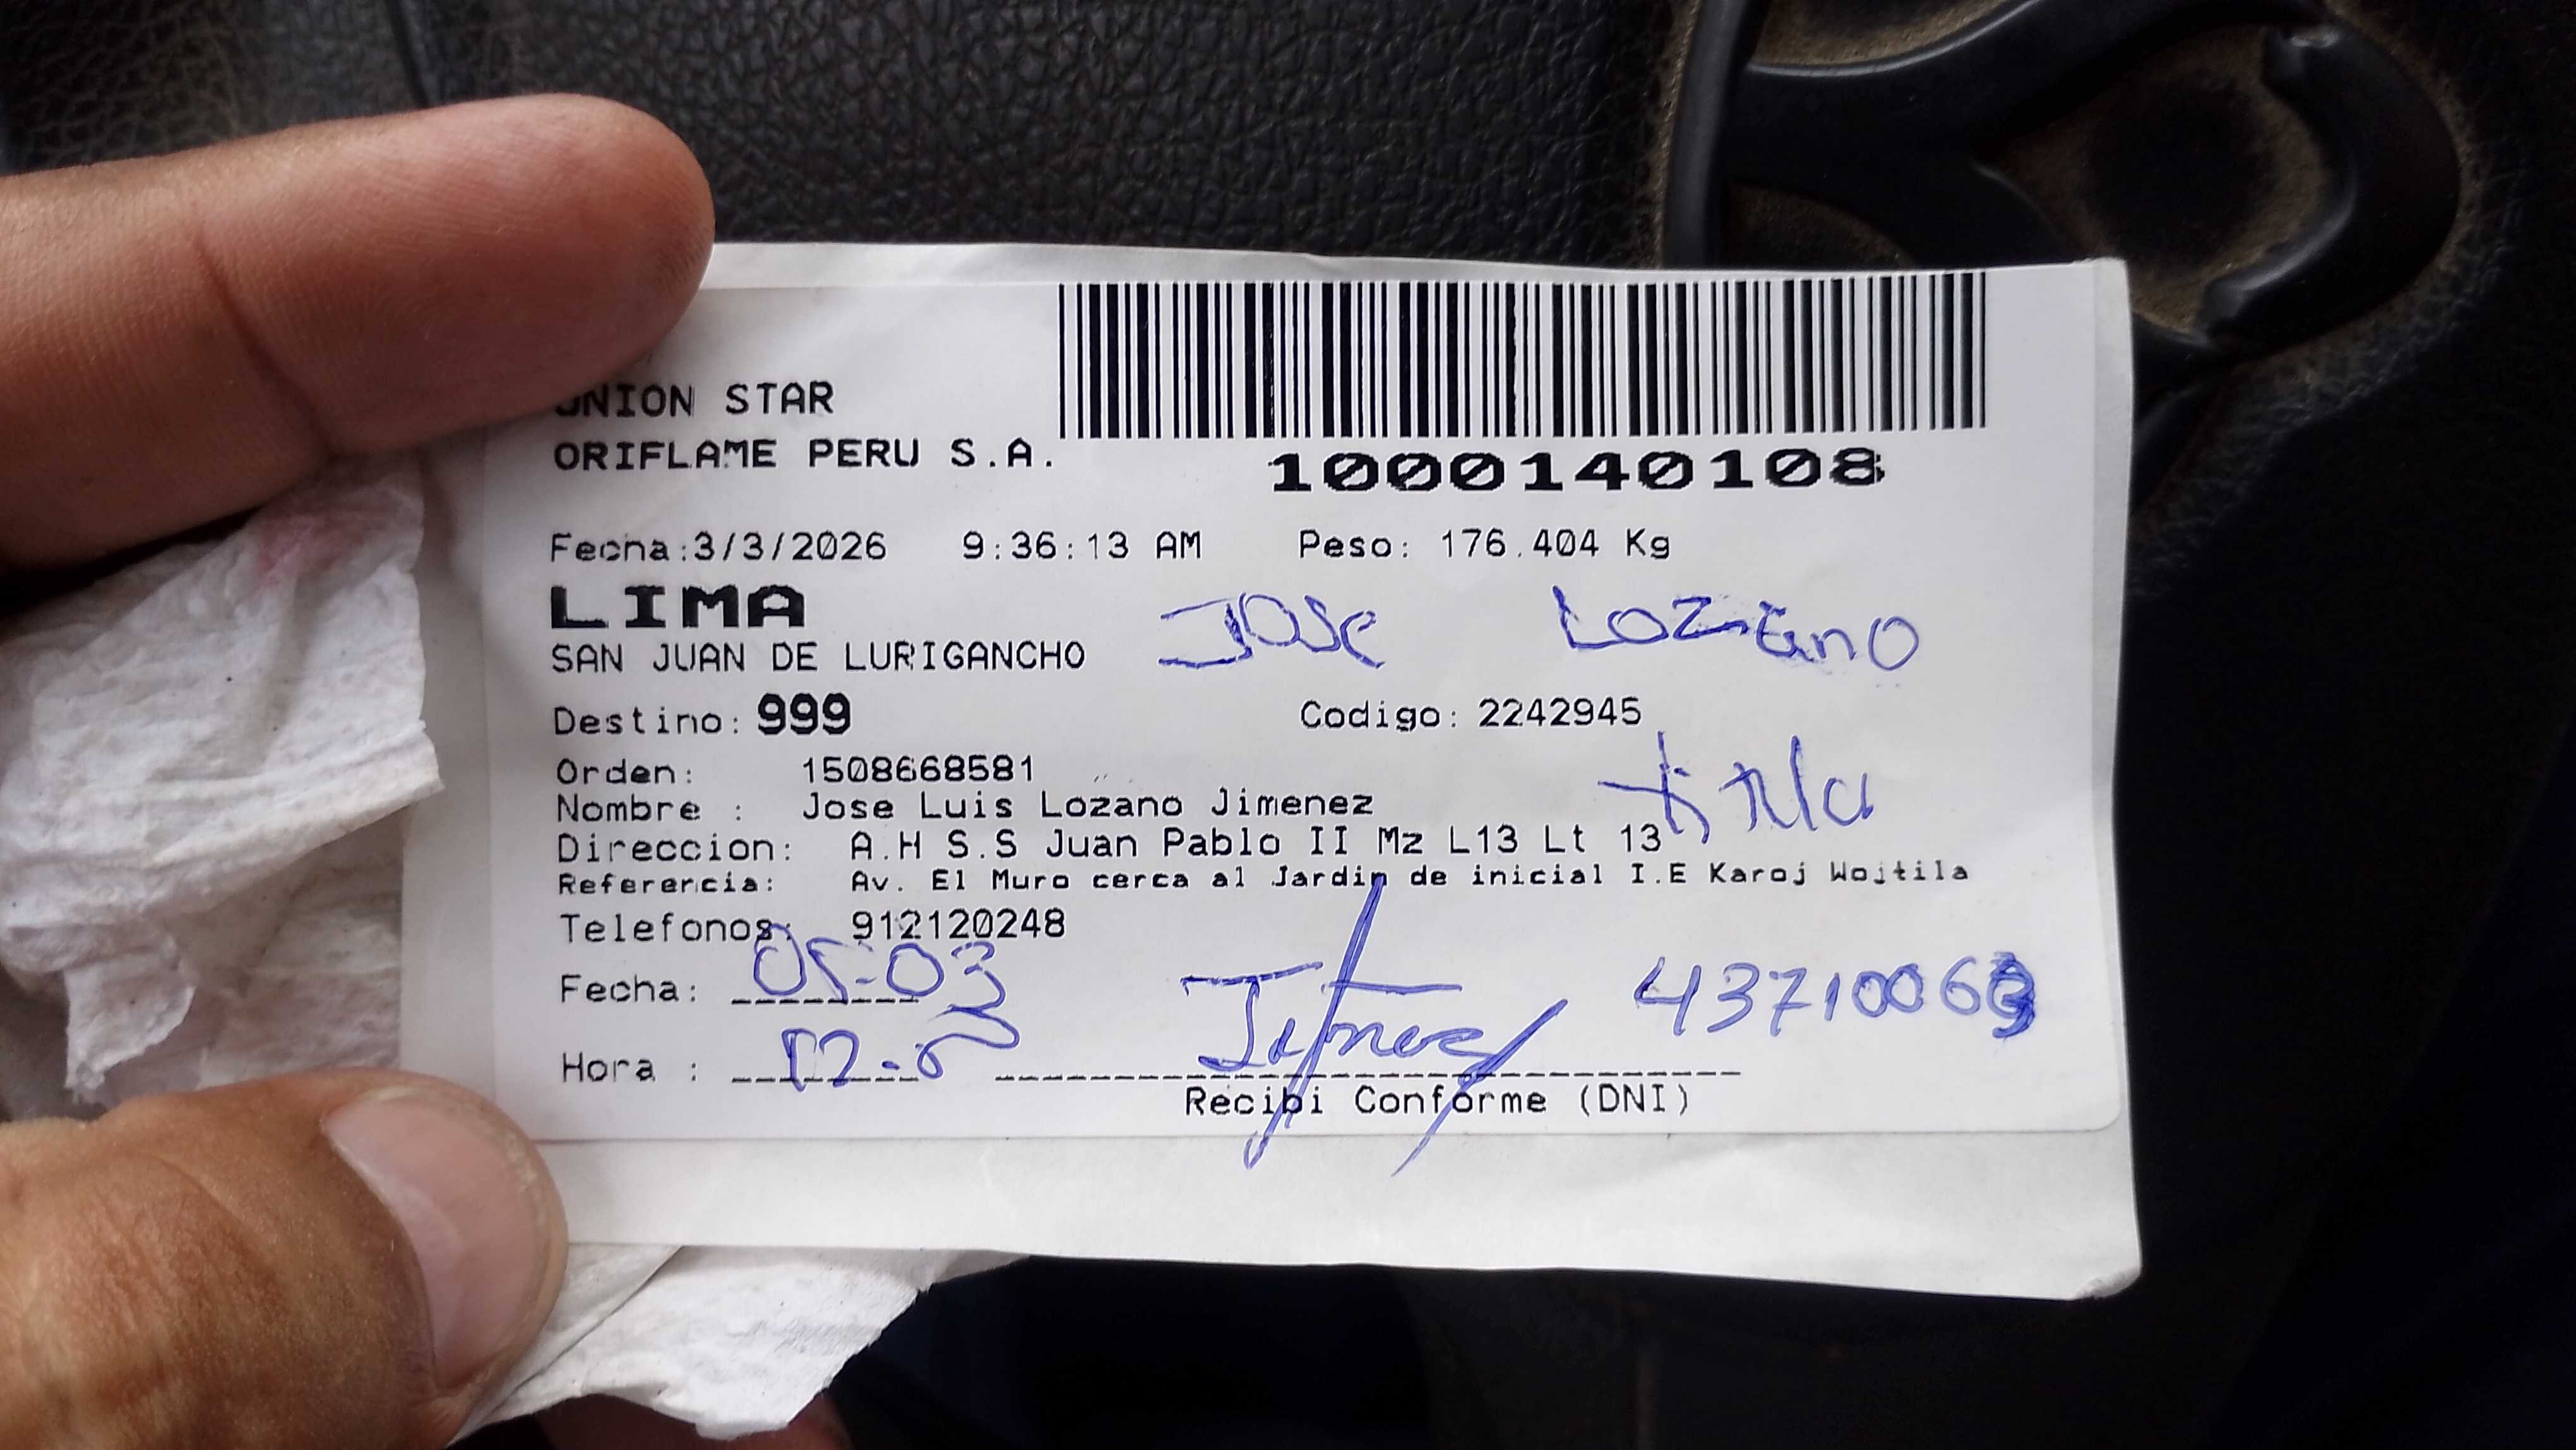 UNION STAR
ORIFLAME PERU S.A.
1000140108
Fecha:3/3/2026 9:36:13 AM Peso: 176.404 Kg
LIMA
Jose Lozano
SAN JUAN DE LURIGANCHO
Destino: 999 Codigo: 2242945
Orden: 1508668581
Nombre : Jose Luis Lozano Jimenez
Direccion: A.H S.S Juan Pablo II Mz L13 Lt 13
Referencia: Av. El Muro cerca al Jardin de inicial I.E Karoj Wojtila
Telefonos: 912120248
Fecha: 05-03
Hora :
Recibi Conforme (DNI)